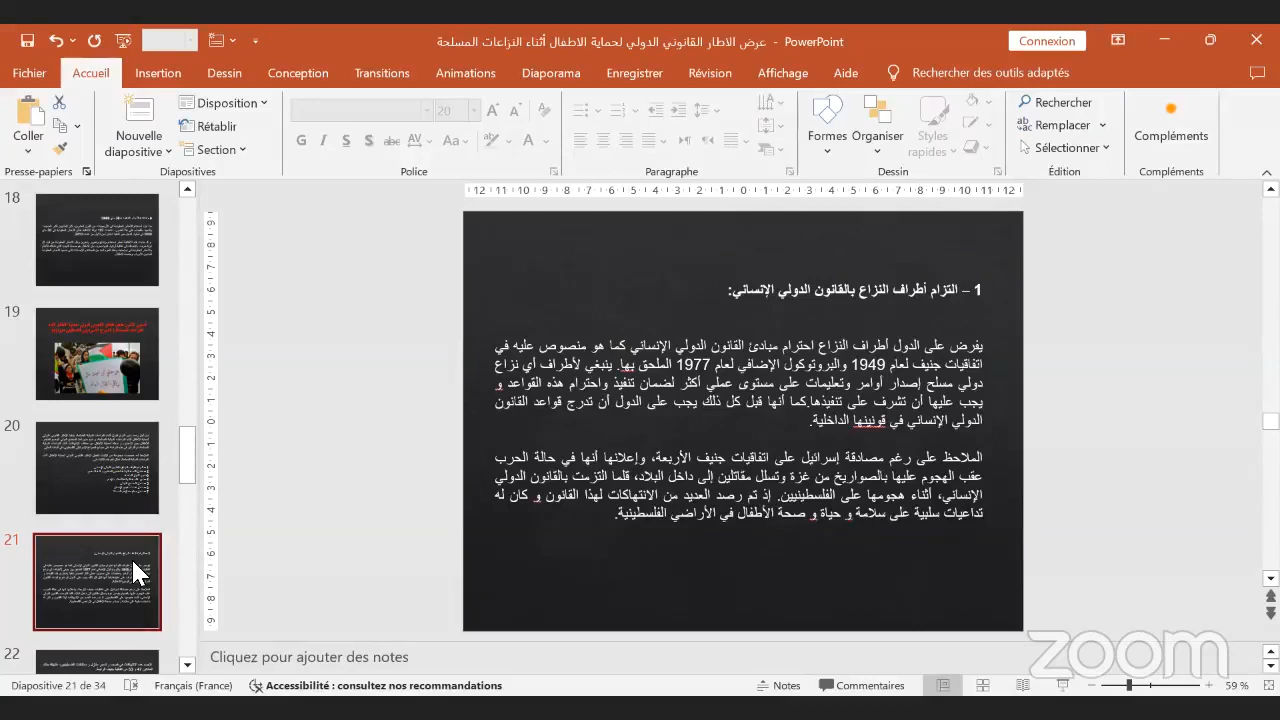 عرض الاطار القانوني الدولي لحماية الاطفال أثناء النزاعات المسلحة - PowerPoint
Connexion
Fichier Accueil Insertion Dessin Conception Transitions Animations Diaporama Enregistrer Révision Affichage Aide Rechercher des outils adaptés
Coller
Nouvelle diapositive
Disposition
Rétablir
Section
20
Formes
Organiser
Styles rapides
Rechercher
Remplacer
Sélectionner
Compléments
Presse-papiers Diapositives Police Paragraphe Dessin Édition Compléments
18
19
20
21
22
1 – التزام أطراف النزاع بالقانون الدولي الإنساني:
يفرض على الدول أطراف النزاع احترام مبادئ القانون الدولي الإنساني كما هو منصوص عليه في
اتفاقيات جنيف لعام 1949 والبروتوكول الإضافي لعام 1977 الملحق بها. ينبغي لأطراف أي نزاع
دولي مسلح إصدار أوامر وتعليمات على مستوى عملي أكثر لضمان تنفيذ واحترام هذه القواعد و
يجب عليها أن تشرف على تنفيذها.كما أنها قبل كل ذلك يجب على الدول أن تدرج قواعد القانون
الدولي الإنساني في قونينها الداخلية.
الملاحظ على رغم مصادقة إسرائيل على اتفاقيات جنيف الأربعة، وإعلانها أنها في حالة الحرب
عقب الهجوم عليها بالصواريخ من غزة وتسلل مقاتلين إلى داخل البلاد، قلما التزمت بالقانون الدولي
الإنساني، أثناء هجومها على الفلسطينيين. إذ تم رصد العديد من الانتهاكات لهذا القانون و كان له
تداعيات سلبية على سلامة و حياة و صحة الأطفال في الأراضي الفلسطينية.
Cliquez pour ajouter des notes
Diapositive 21 de 34 Français (France) Accessibilité : consultez nos recommandations Notes Commentaires 59 %
zoom